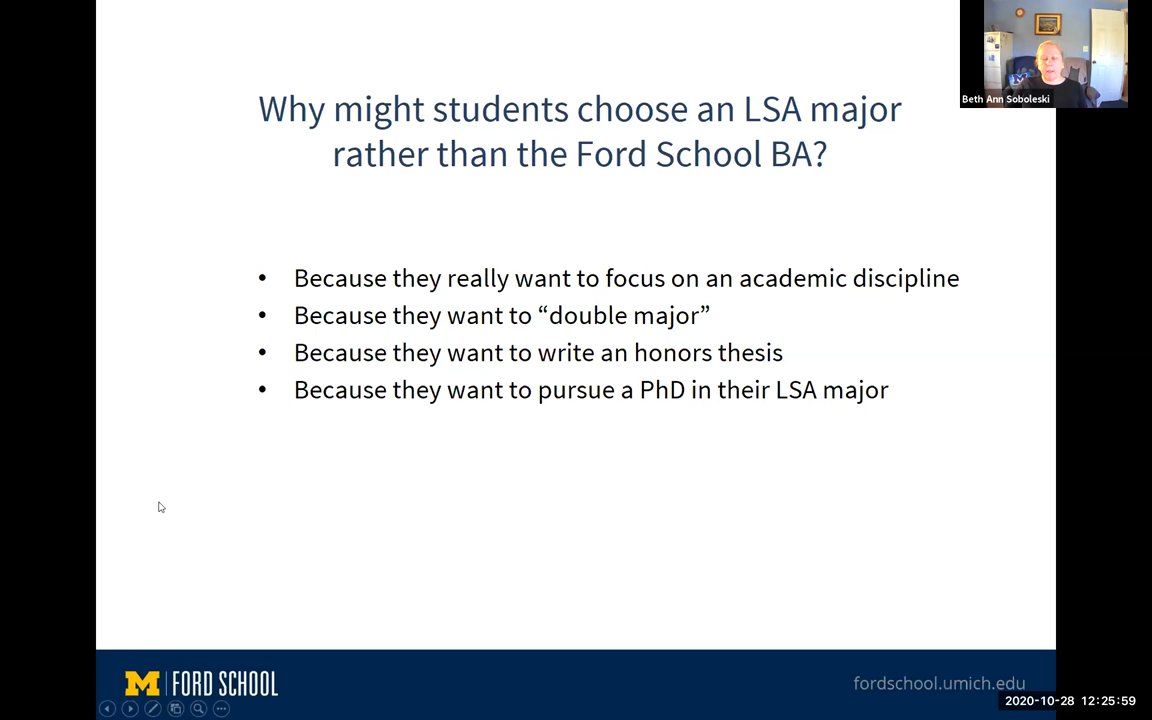 Why might students choose an LSA major
rather than the Ford School BA?
• Because they really want to focus on an academic discipline
• Because they want to “double major”
• Because they want to write an honors thesis
• Because they want to pursue a PhD in their LSA major
Beth Ann Soboleski
M | FORD SCHOOL
fordschool.umich.edu
2020-10-28 12:25:59